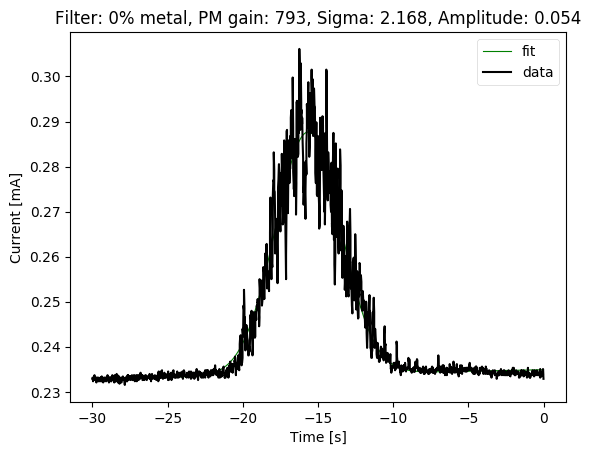 Filter: 0% metal, PM gain: 793, Sigma: 2.168, Amplitude: 0.054
fit
data
0.30
0.29
0.28
0.27
0.26
0.25
0.24
0.23
Current [mA]
−30 −25 −20 −15 −10 −5 0
Time [s]